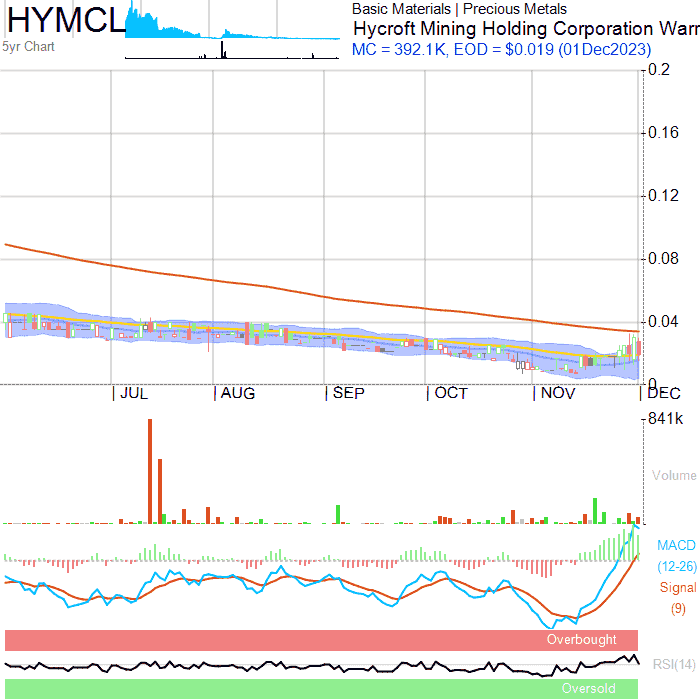 HYMCL
5yr Chart
Basic Materials | Precious Metals
Hycroft Mining Holding Corporation Warr
MC = 392.1K, EOD = $0.019 (01Dec2023)
0.2
0.16
0.12
0.08
0.04
0
JUL AUG SEP OCT NOV DEC
841k
Volume
MACD
(12-26)
Signal
(9)
Overbought
RSI(14)
Oversold